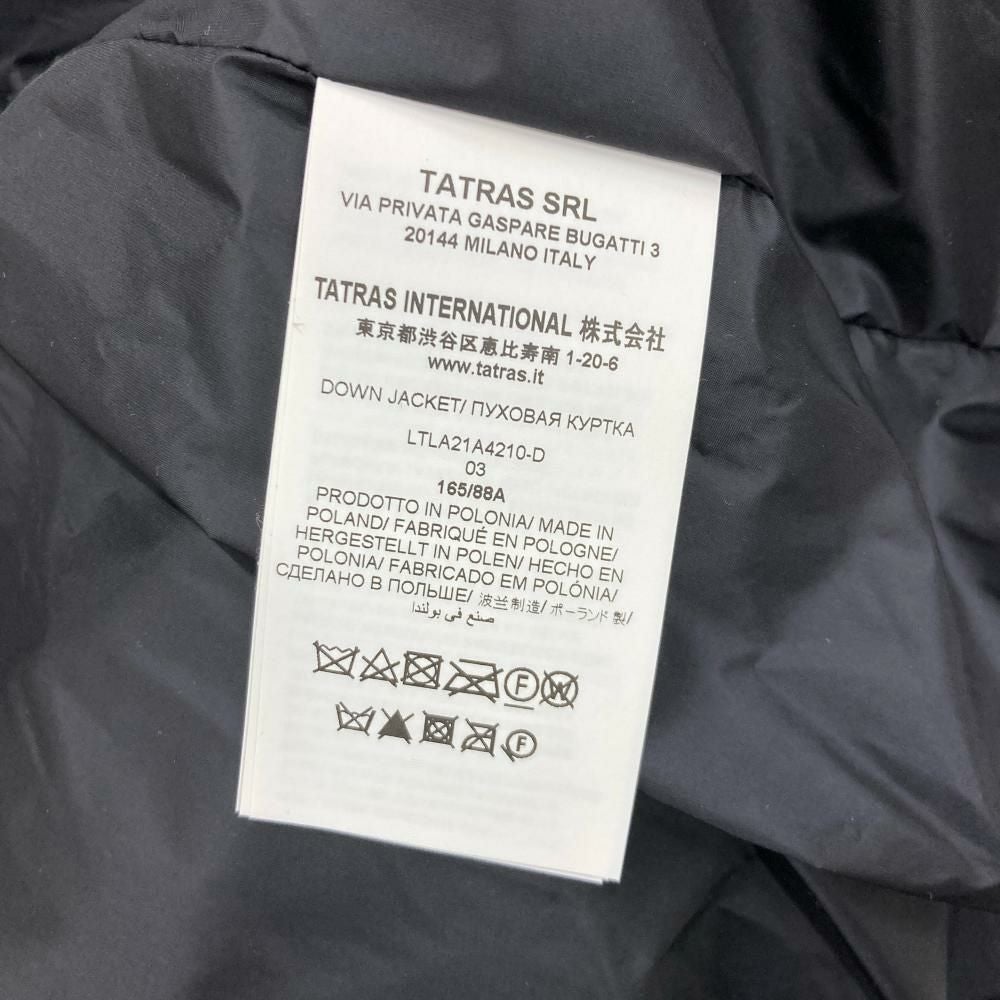 TATRAS SRL
VIA PRIVATA GASPARE BUGATTI 3
20144 MILANO ITALY
TATRAS INTERNATIONAL 株式会社
東京都渋谷区恵比寿南 1-20-6
www.tatras.it
DOWN JACKET/ ПУХОВАЯ КУРТКА
LTLA21A4210-D
03
165/88A
PRODOTTO IN POLONIA/ MADE IN
POLAND/ FABRIQUÉ EN POLOGNE/
HERGESTELLT IN POLEN/ HECHO EN
POLONIA/ FABRICADO EM POLÓNIA/
СДЕЛАНО В ПОЛЬШЕ/ 波兰制造/ ポーランド製/
صنع في بولندا
F W
F